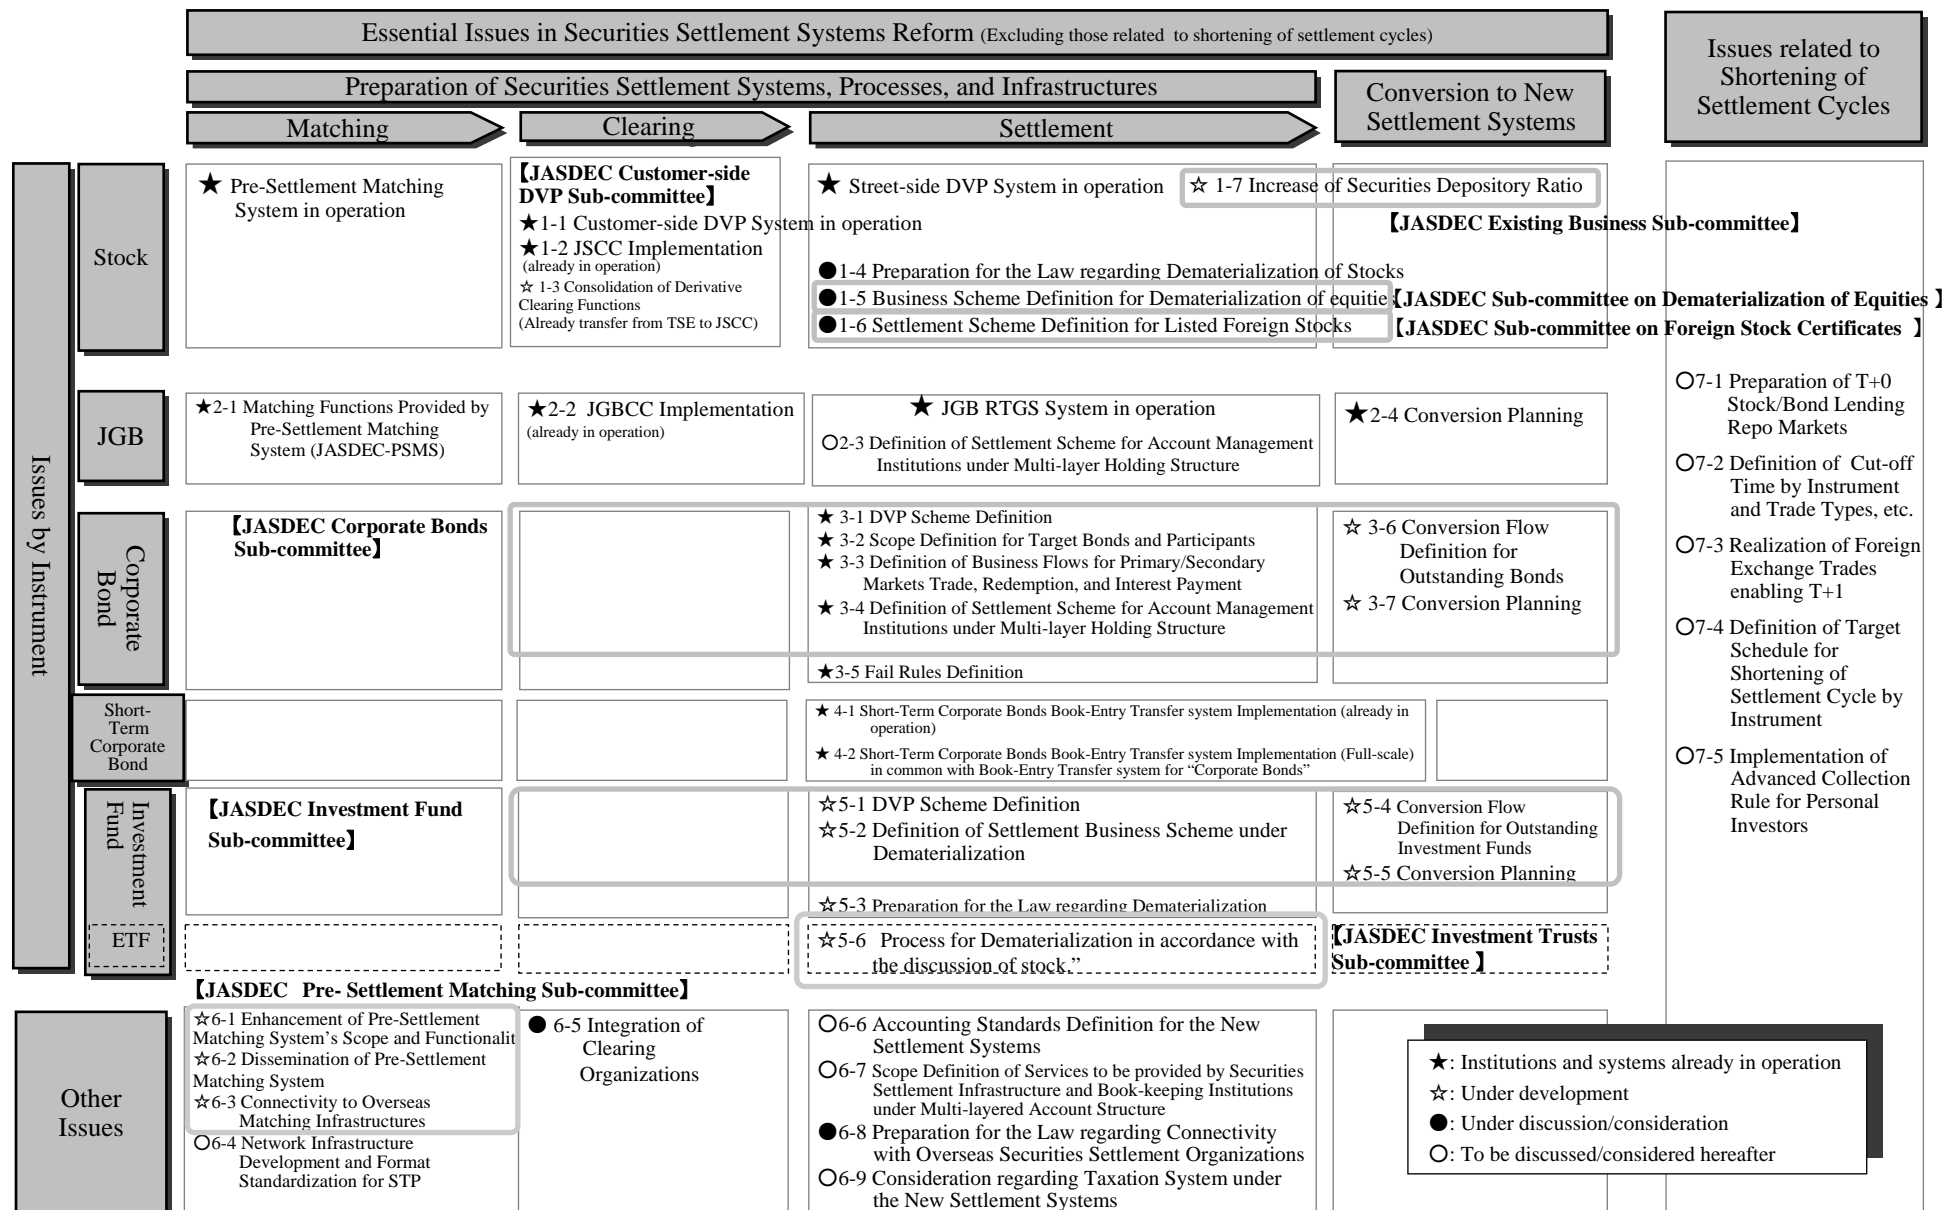 Essential Issues in Securities Settlement Systems Reform (Excluding those related to shortening of settlement cycles)
Issues related to
Shortening of
Settlement Cycles
Preparation of Securities Settlement Systems, Processes, and Infrastructures
Conversion to New
Settlement Systems
Matching
Clearing
Settlement
Issues by Instrument
Stock
★ Pre-Settlement Matching
System in operation
【JASDEC Customer-side
DVP Sub-committee】
★1-1 Customer-side DVP System in operation
★1-2 JSCC Implementation
(already in operation)
☆ 1-3 Consolidation of Derivative
Clearing Functions
(Already transfer from TSE to JSCC)
★ Street-side DVP System in operation
☆ 1-7 Increase of Securities Depository Ratio
【JASDEC Existing Business Sub-committee】
●1-4 Preparation for the Law regarding Dematerialization of Stocks
●1-5 Business Scheme Definition for Dematerialization of equities
【JASDEC Sub-committee on Dematerialization of Equities 】
●1-6 Settlement Scheme Definition for Listed Foreign Stocks
【JASDEC Sub-committee on Foreign Stock Certificates 】
JGB
★2-1 Matching Functions Provided by
Pre-Settlement Matching
System (JASDEC-PSMS)
★2-2 JGBCC Implementation
(already in operation)
★ JGB RTGS System in operation
○2-3 Definition of Settlement Scheme for Account Management
Institutions under Multi-layer Holding Structure
★2-4 Conversion Planning
Corporate
Bond
【JASDEC Corporate Bonds
Sub-committee】
★ 3-1 DVP Scheme Definition
★ 3-2 Scope Definition for Target Bonds and Participants
★ 3-3 Definition of Business Flows for Primary/Secondary
Markets Trade, Redemption, and Interest Payment
★ 3-4 Definition of Settlement Scheme for Account Management
Institutions under Multi-layer Holding Structure
★3-5 Fail Rules Definition
☆ 3-6 Conversion Flow
Definition for
Outstanding Bonds
☆ 3-7 Conversion Planning
Short-
Term
Corporate
Bond
★ 4-1 Short-Term Corporate Bonds Book-Entry Transfer system Implementation (already in
operation)
★ 4-2 Short-Term Corporate Bonds Book-Entry Transfer system Implementation (Full-scale)
in common with Book-Entry Transfer system for “Corporate Bonds”
Investment
Fund
【JASDEC Investment Fund
Sub-committee】
☆5-1 DVP Scheme Definition
☆5-2 Definition of Settlement Business Scheme under
Dematerialization
☆5-3 Preparation for the Law regarding Dematerialization
☆5-4 Conversion Flow
Definition for Outstanding
Investment Funds
☆5-5 Conversion Planning
ETF
☆5-6 Process for Dematerialization in accordance with
the discussion of stock.”
【JASDEC Investment Trusts
Sub-committee 】
【JASDEC Pre- Settlement Matching Sub-committee】
Other
Issues
☆6-1 Enhancement of Pre-Settlement
Matching System’s Scope and Functionalit
☆6-2 Dissemination of Pre-Settlement
Matching System
☆6-3 Connectivity to Overseas
Matching Infrastructures
○6-4 Network Infrastructure
Development and Format
Standardization for STP
● 6-5 Integration of
Clearing
Organizations
○6-6 Accounting Standards Definition for the New
Settlement Systems
○6-7 Scope Definition of Services to be provided by Securities
Settlement Infrastructure and Book-keeping Institutions
under Multi-layered Account Structure
●6-8 Preparation for the Law regarding Connectivity
with Overseas Securities Settlement Organizations
○6-9 Consideration regarding Taxation System under
the New Settlement Systems
○7-1 Preparation of T+0
Stock/Bond Lending
Repo Markets
○7-2 Definition of Cut-off
Time by Instrument
and Trade Types, etc.
○7-3 Realization of Foreign
Exchange Trades
enabling T+1
○7-4 Definition of Target
Schedule for
Shortening of
Settlement Cycle by
Instrument
○7-5 Implementation of
Advanced Collection
Rule for Personal
Investors
★: Institutions and systems already in operation
☆: Under development
●: Under discussion/consideration
○: To be discussed/considered hereafter